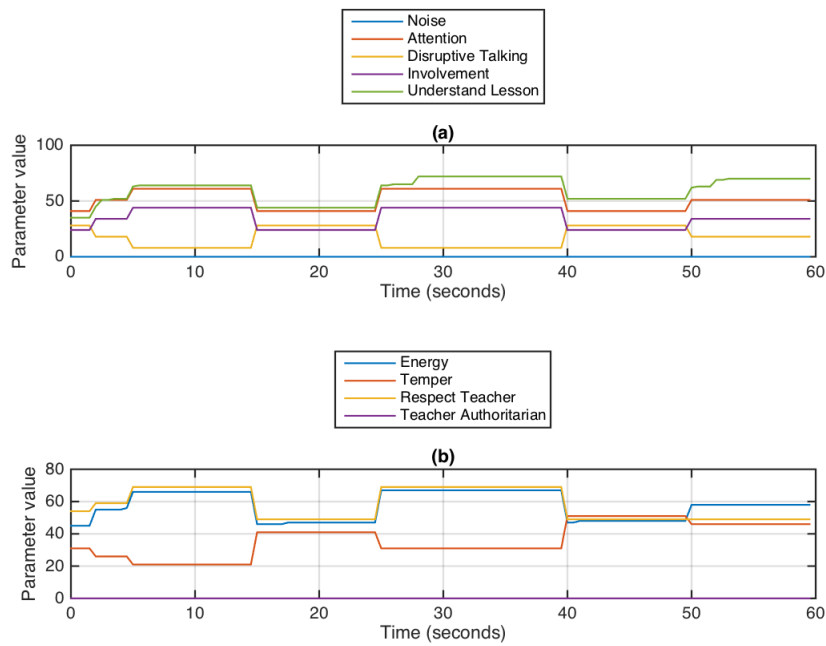 Noise
Attention
Disruptive Talking
Involvement
Understand Lesson
(a)
100
50
0
Parameter value
0 10 20 30 40 50 60
Time (seconds)
Energy
Temper
Respect Teacher
Teacher Authoritarian
(b)
80
60
40
20
0
Parameter value
0 10 20 30 40 50 60
Time (seconds)